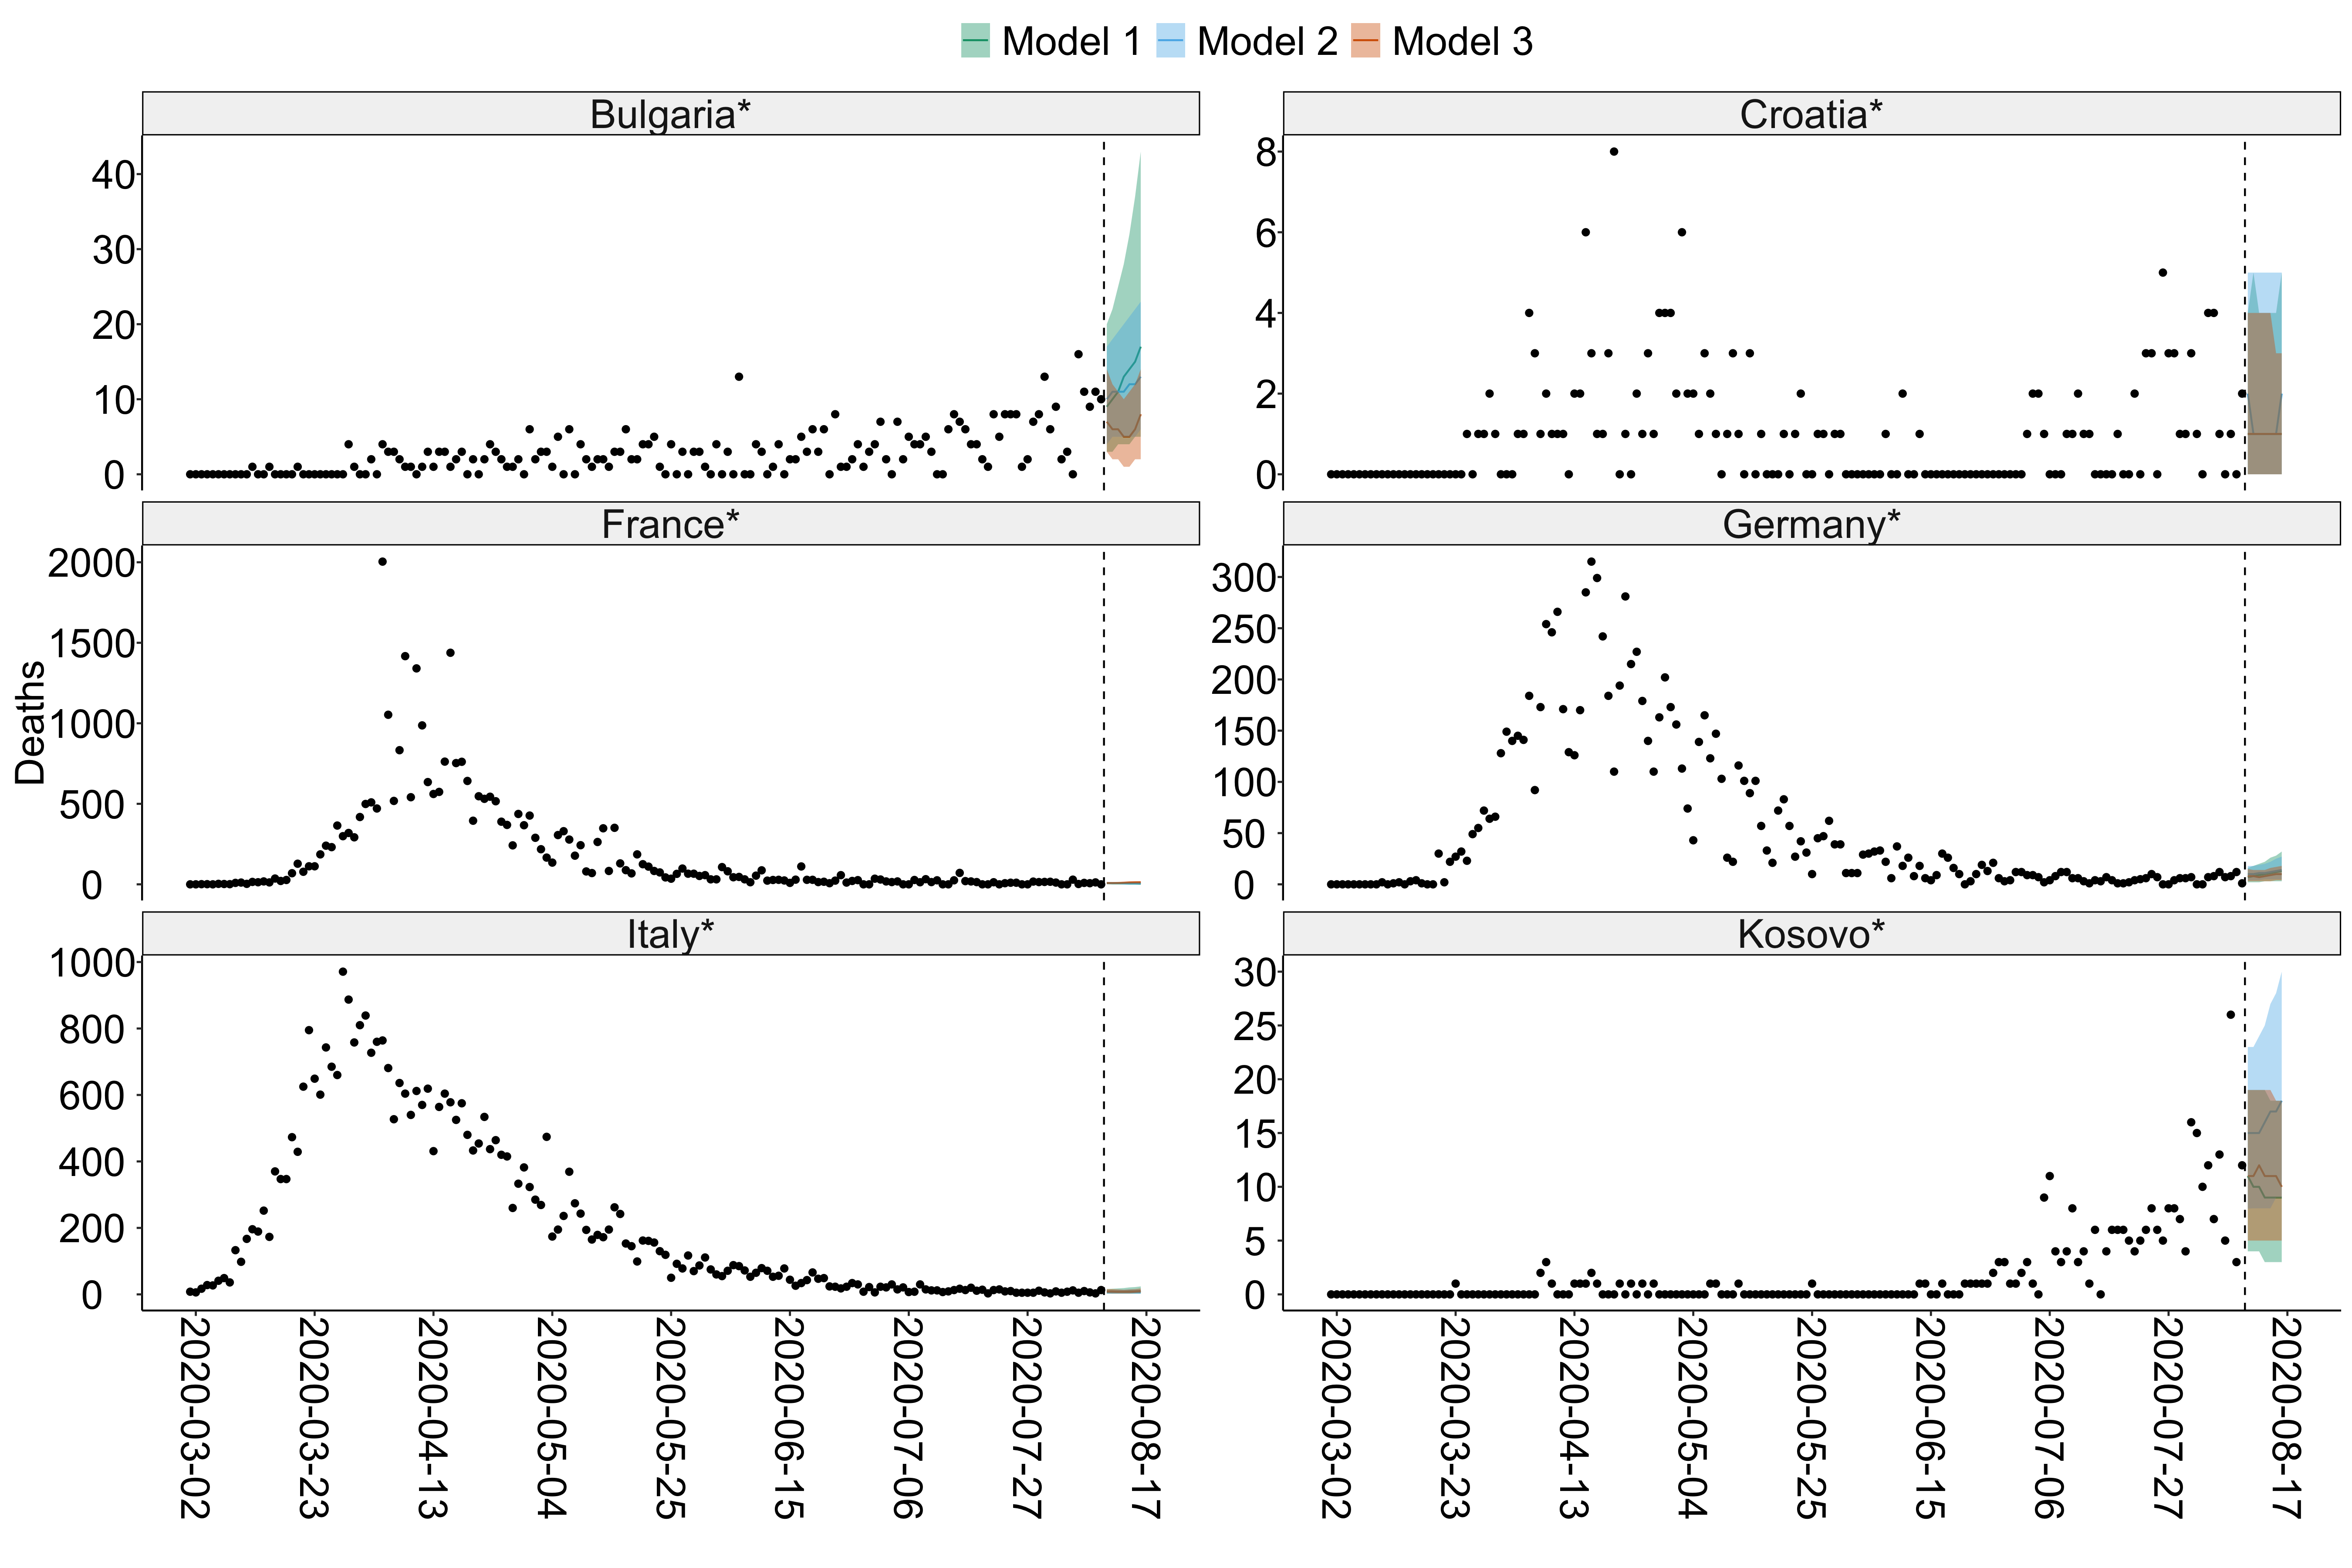 Model 1 Model 2 Model 3
Bulgaria* Croatia*
40 30 20 10 0
8 6 4 2 0
France* Germany*
Deaths
2000 1500 1000 500 0
300 250 200 150 100 50 0
Italy* Kosovo*
1000 800 600 400 200 0
30 25 20 15 10 5 0
2020-03-02 2020-03-23 2020-04-13 2020-05-04 2020-05-25 2020-06-15 2020-07-06 2020-07-27 2020-08-17
2020-03-02 2020-03-23 2020-04-13 2020-05-04 2020-05-25 2020-06-15 2020-07-06 2020-07-27 2020-08-17